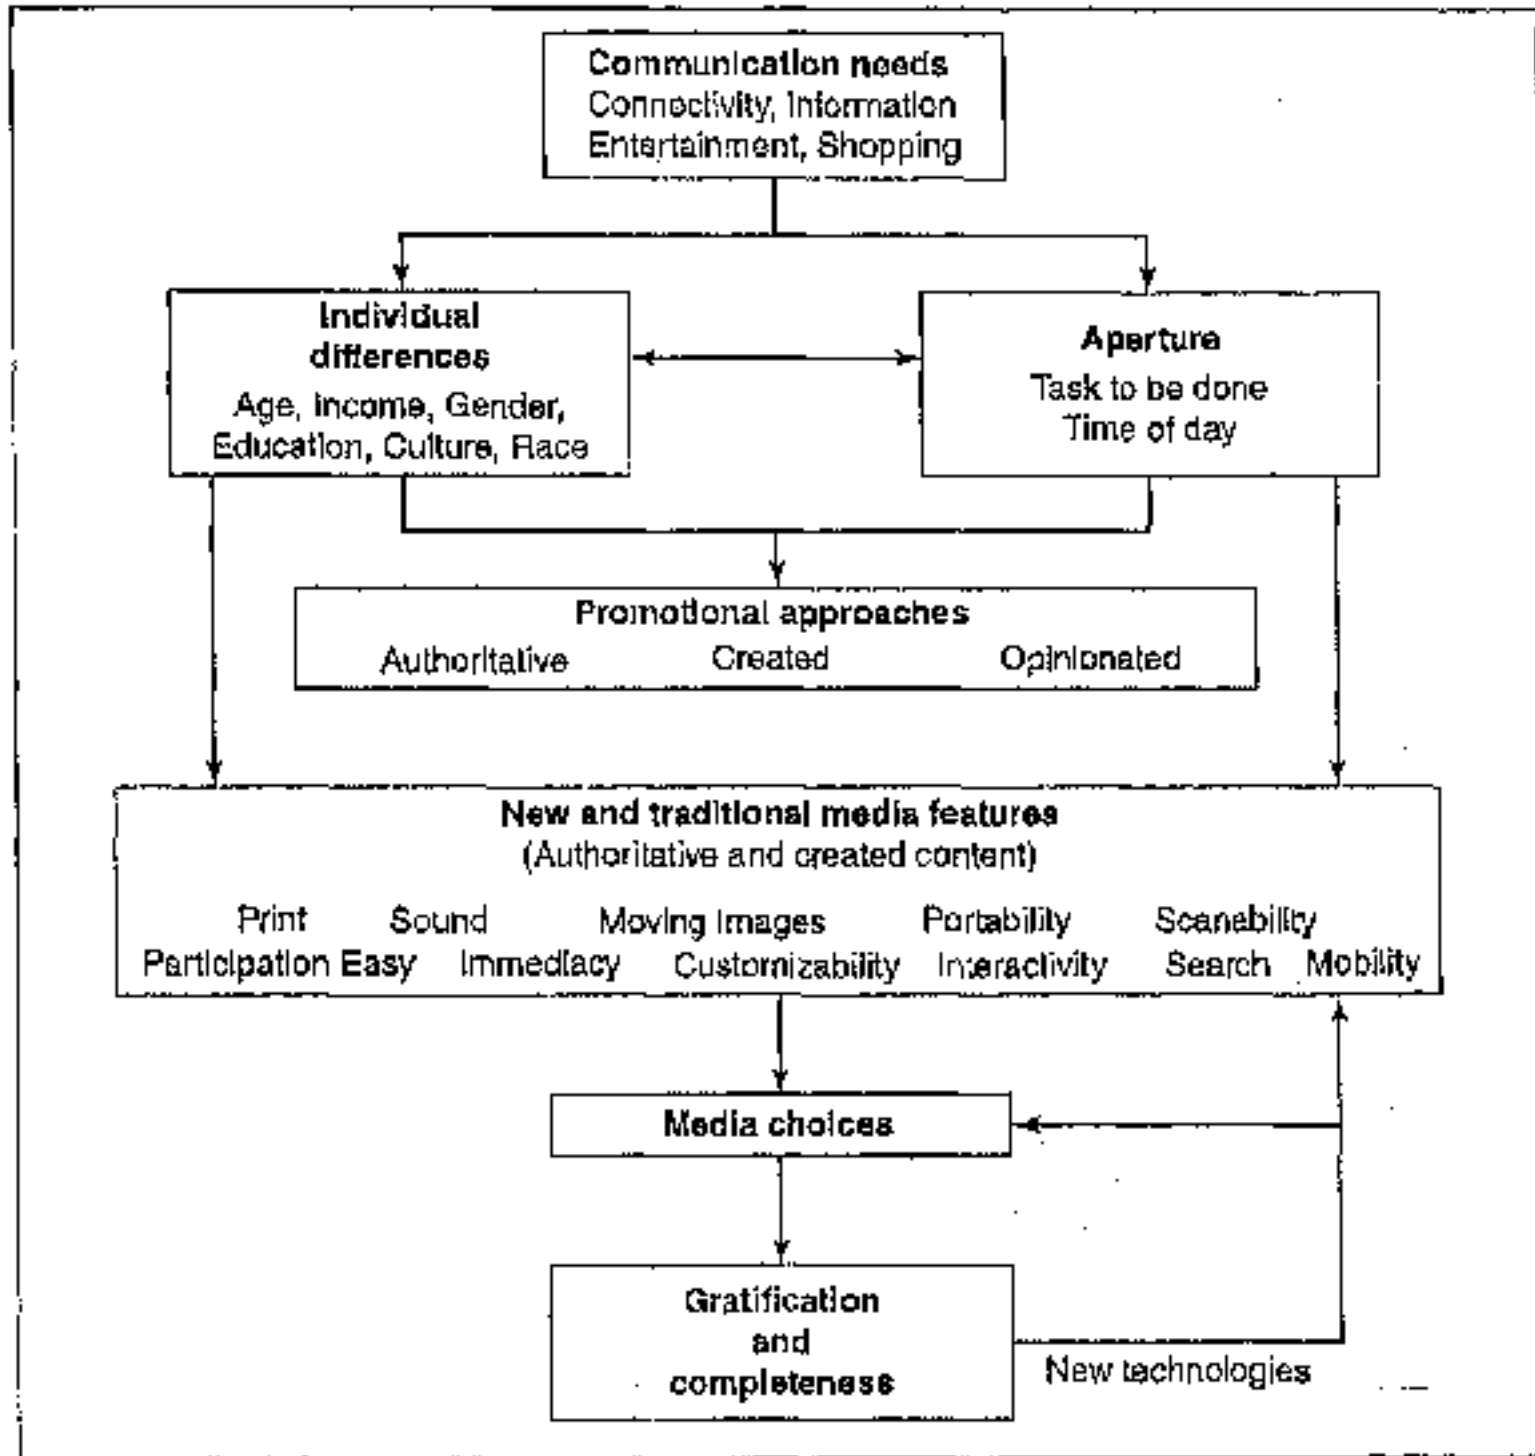 Communication needs
Connectivity, Information
Entertainment, Shopping
Individual
differences
Age, Income, Gender,
Education, Culture, Race
Aperture
Task to be done
Time of day
Promotional approaches
Authoritative Created Opinionated
New and traditional media features
(Authoritative and created content)
Print Sound Moving Images Portability Scanability
Participation Easy Immediacy Customizability Interactivity Search Mobility
Media choices
Gratification
and
completeness
New technologies